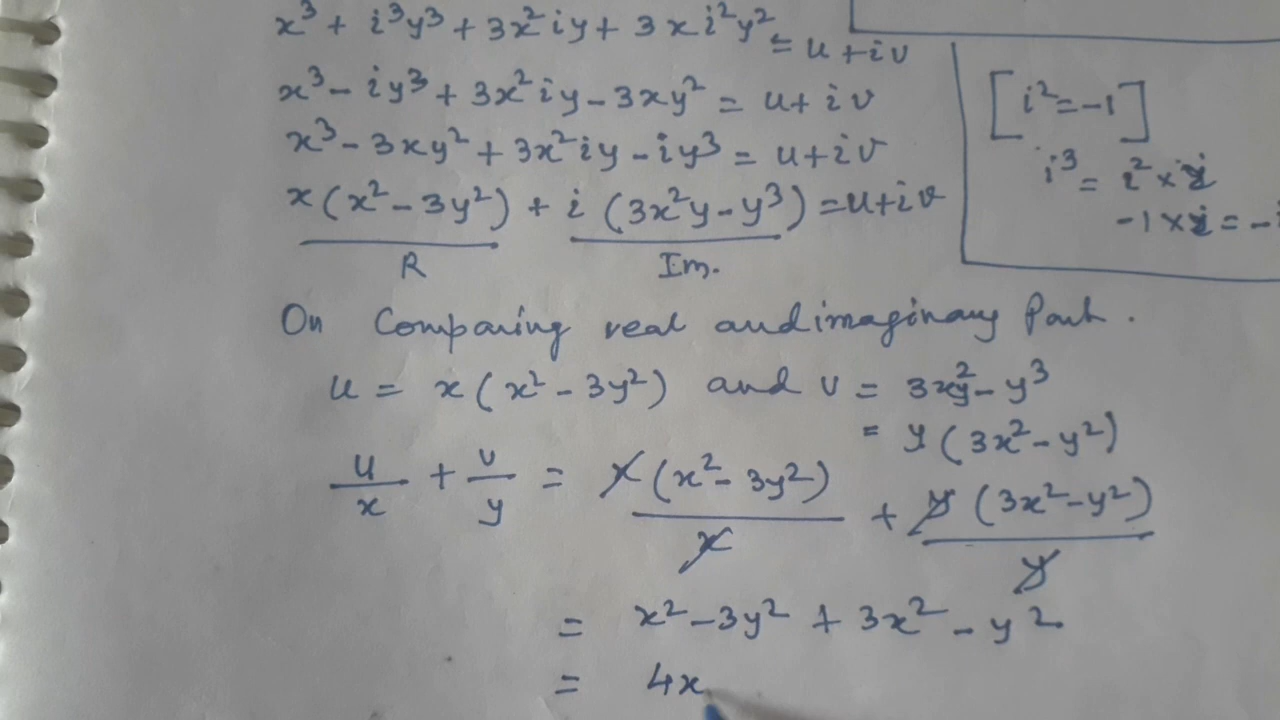 x³ + i³y³ + 3x²iy + 3xi²y² = u + iv
x³ - iy³ + 3x²iy - 3xy² = u + iv
x³ - 3xy² + 3x²iy - iy³ = u + iv
x(x² - 3y²) + i(3x²y - y³) = u + iv
R Im.
[i² = -1]
i³ = i² × i
-1 × i = -i
On Comparing real and imaginary Part.
u = x(x² - 3y²) and v = 3x²y - y³
= y(3x² - y²)
u/x + v/y = x(x² - 3y²)/x + y(3x² - y²)/y
= x² - 3y² + 3x² - y²
= 4x